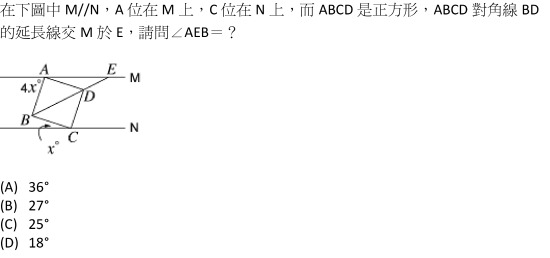 在下圖中 M//N，A 位在 M 上，C 位在 N 上，而 ABCD 是正方形，ABCD 對角線 BD
的延長線交 M 於 E，請問∠AEB＝？
A E M
4x°
D
B
N
C
x°
(A) 36°
(B) 27°
(C) 25°
(D) 18°